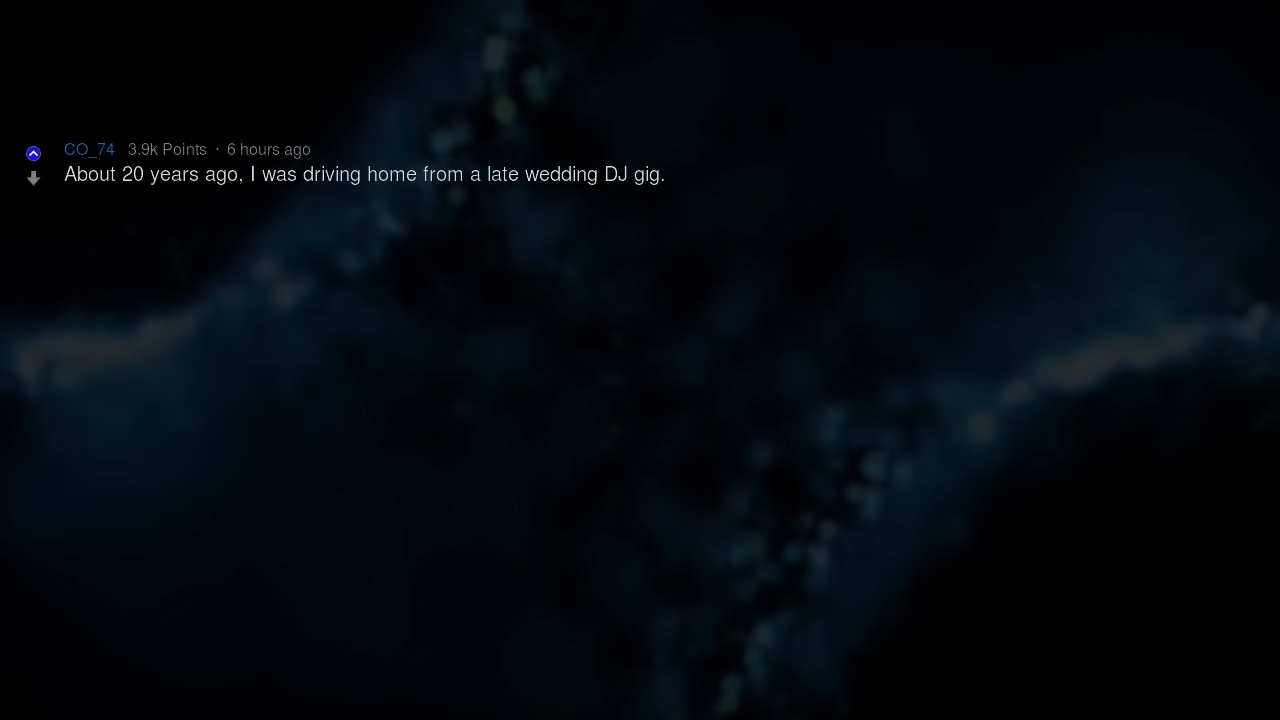 CO_74 3.9k Points · 6 hours ago
About 20 years ago, I was driving home from a late wedding DJ gig.